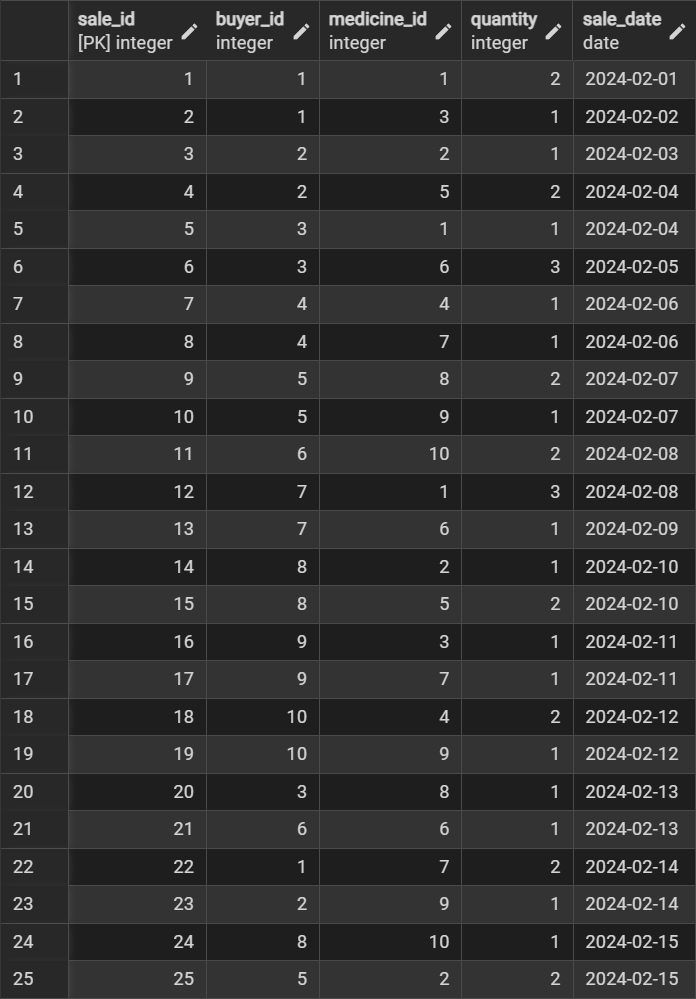 sale_id buyer_id medicine_id quantity sale_date
[PK] integer integer integer integer date
1 1 1 1 2 2024-02-01
2 2 1 3 1 2024-02-02
3 3 2 2 1 2024-02-03
4 4 2 5 2 2024-02-04
5 5 3 1 1 2024-02-04
6 6 3 6 3 2024-02-05
7 7 4 4 1 2024-02-06
8 8 4 7 1 2024-02-06
9 9 5 8 2 2024-02-07
10 10 5 9 1 2024-02-07
11 11 6 10 2 2024-02-08
12 12 7 1 3 2024-02-08
13 13 7 6 1 2024-02-09
14 14 8 2 1 2024-02-10
15 15 8 5 2 2024-02-10
16 16 9 3 1 2024-02-11
17 17 9 7 1 2024-02-11
18 18 10 4 2 2024-02-12
19 19 10 9 1 2024-02-12
20 20 3 8 1 2024-02-13
21 21 6 6 1 2024-02-13
22 22 1 7 2 2024-02-14
23 23 2 9 1 2024-02-14
24 24 8 10 1 2024-02-15
25 25 5 2 2 2024-02-15